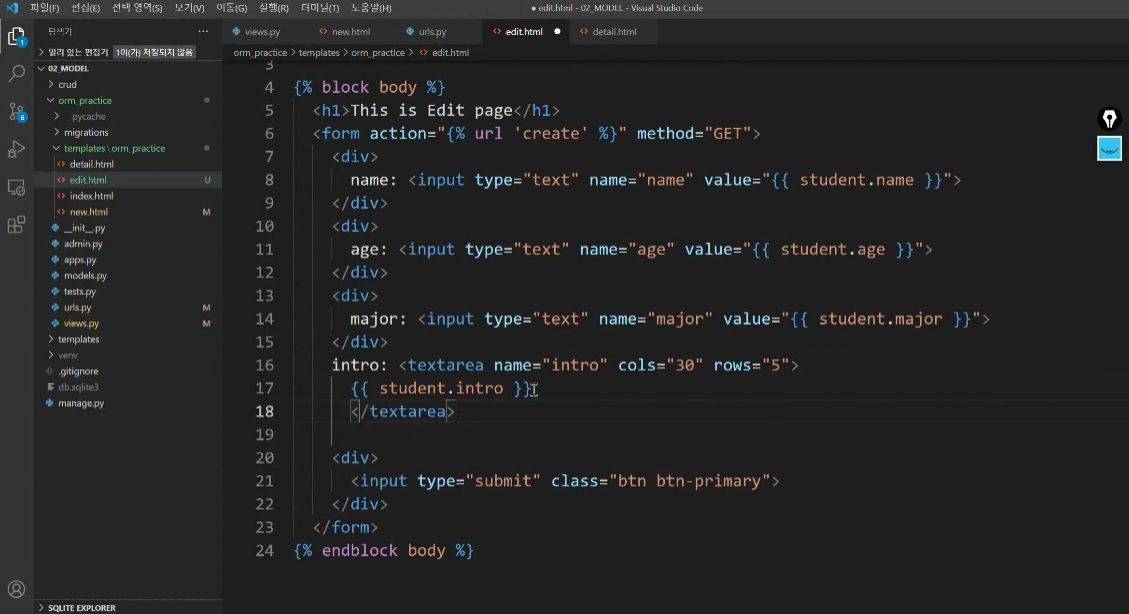 파일(F) 편집(E) 선택 영역(S) 보기(V) 이동(G) 실행(R) 터미널(T) 도움말(H)
● edit.html - 02_MODEL - Visual Studio Code
탐색기 ···
views.py
new.html
urls.py
edit.html ●
detail.html
orm_practice > templates > orm_practice > edit.html
열려 있는 편집기 1이(가) 저장되지 않음
02_MODEL
crud
orm_practice
__pycache__
migrations
templates \ orm_practice
detail.html
edit.html U
index.html
new.html M
__init__.py
admin.py
apps.py
models.py
tests.py
urls.py M
views.py M
templates
venv
.gitignore
db.sqlite3
manage.py
SQLITE EXPLORER
1
6
3
4 {% block body %}
5 <h1>This is Edit page</h1>
6 <form action="{% url 'create' %}" method="GET">
7 <div>
8 name: <input type="text" name="name" value="{{ student.name }}">
9 </div>
10 <div>
11 age: <input type="text" name="age" value="{{ student.age }}">
12 </div>
13 <div>
14 major: <input type="text" name="major" value="{{ student.major }}">
15 </div>
16 intro: <textarea name="intro" cols="30" rows="5">
17 {{ student.intro }}
18 </textarea>
19
20 <div>
21 <input type="submit" class="btn btn-primary">
22 </div>
23 </form>
24 {% endblock body %}